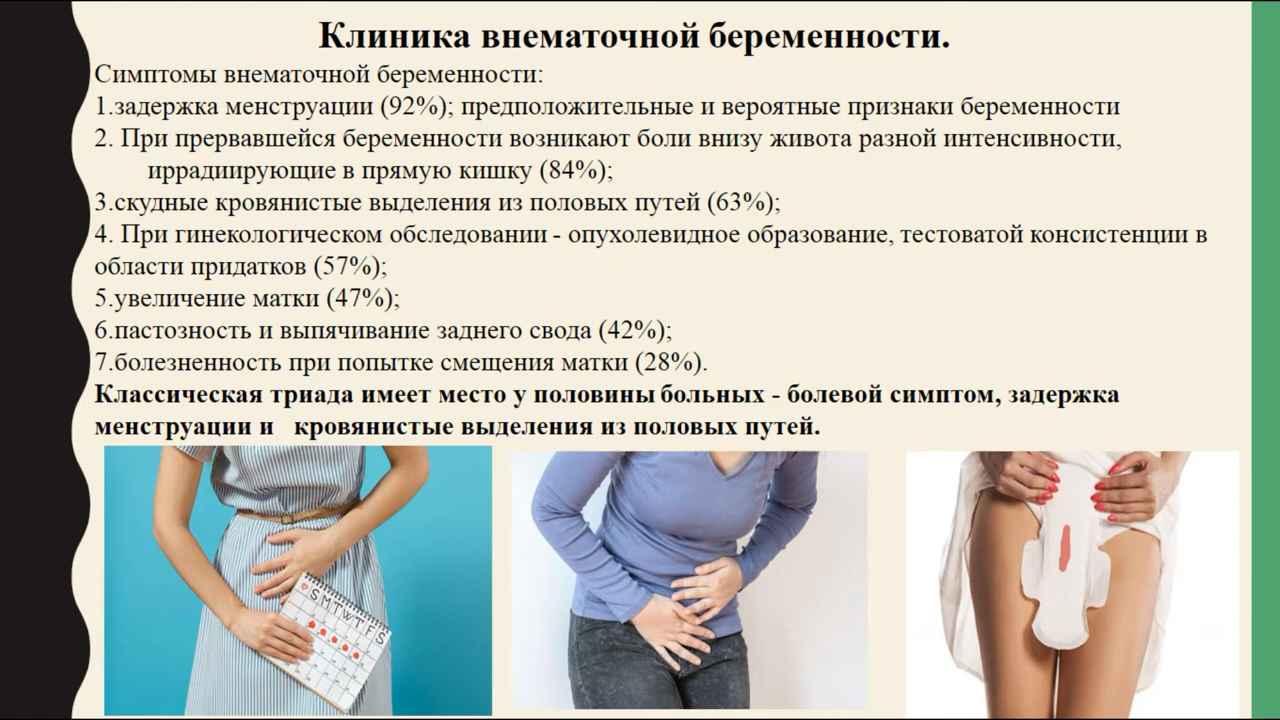 Клиника внематочной беременности.
Симптомы внематочной беременности:
1.задержка менструации (92%); предположительные и вероятные признаки беременности
2. При прервавшейся беременности возникают боли внизу живота разной интенсивности,
иррадиирующие в прямую кишку (84%);
3.скудные кровянистые выделения из половых путей (63%);
4. При гинекологическом обследовании - опухолевидное образование, тестоватой консистенции в
области придатков (57%);
5.увеличение матки (47%);
6.пастозность и выпячивание заднего свода (42%);
7.болезненность при попытке смещения матки (28%).
Классическая триада имеет место у половины больных - болевой симптом, задержка
менструации и кровянистые выделения из половых путей.
S M T W T F S